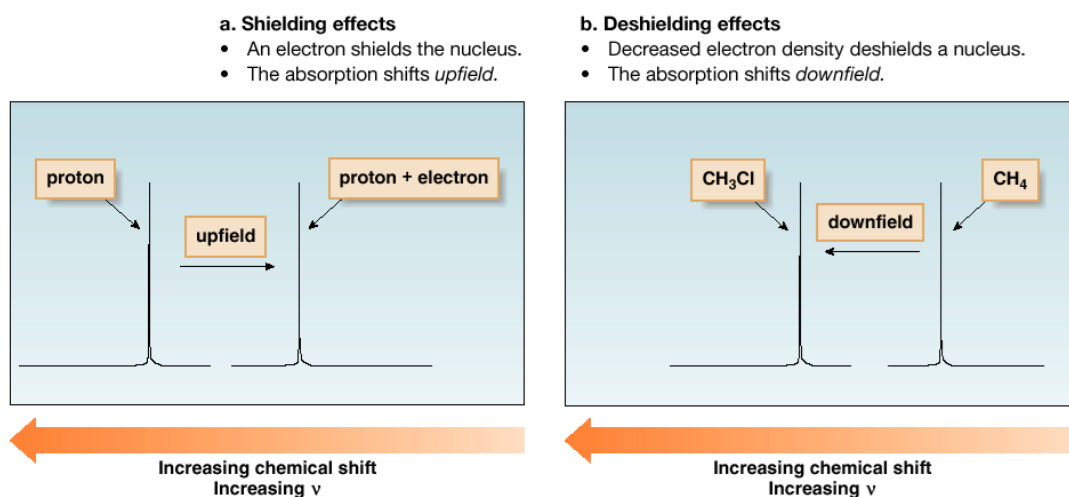 a. Shielding effects
• An electron shields the nucleus.
• The absorption shifts upfield.
proton
proton + electron
upfield
Increasing chemical shift
Increasing ν
b. Deshielding effects
• Decreased electron density deshields a nucleus.
• The absorption shifts downfield.
CH₃Cl
CH₄
downfield
Increasing chemical shift
Increasing ν